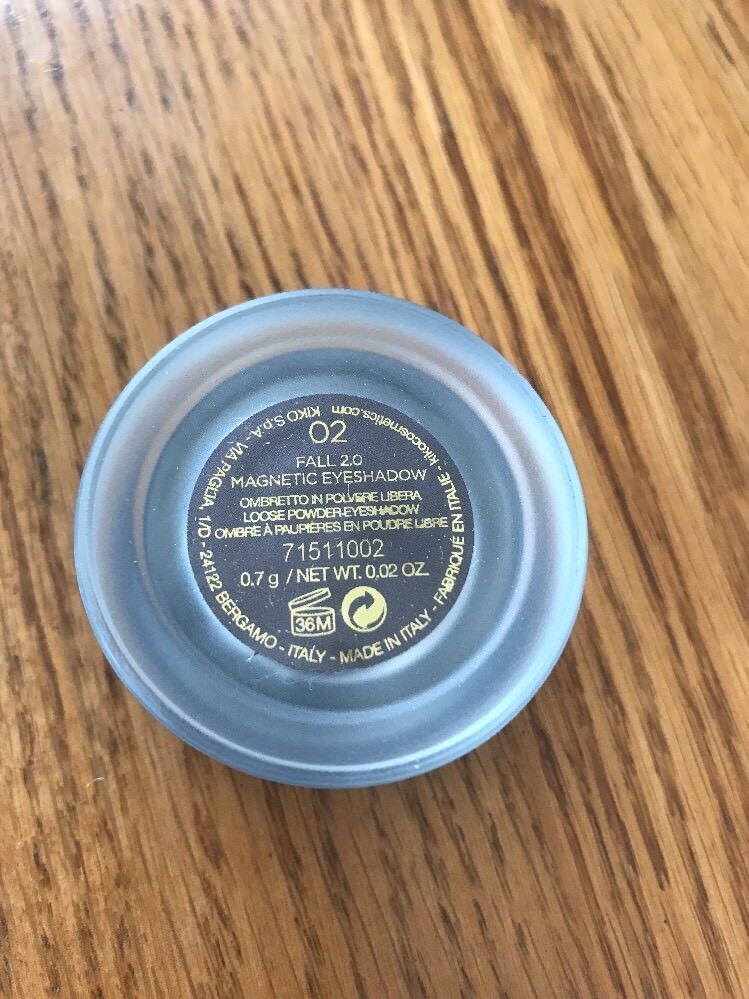 02
FALL 2.0
MAGNETIC EYESHADOW
OMBRETTO IN POLVERE LIBERA
LOOSE POWDER EYESHADOW
OMBRE À PAUPIÈRES EN POUDRE LIBRE
71511002
0.7 g / NET WT. 0.02 OZ.
36M
KIKO S.p.A. - VIA PAGLIA, 1/D - 24122 BERGAMO - ITALY - MADE IN ITALY - FABRIQUÉ EN ITALIE - kikocosmetics.com